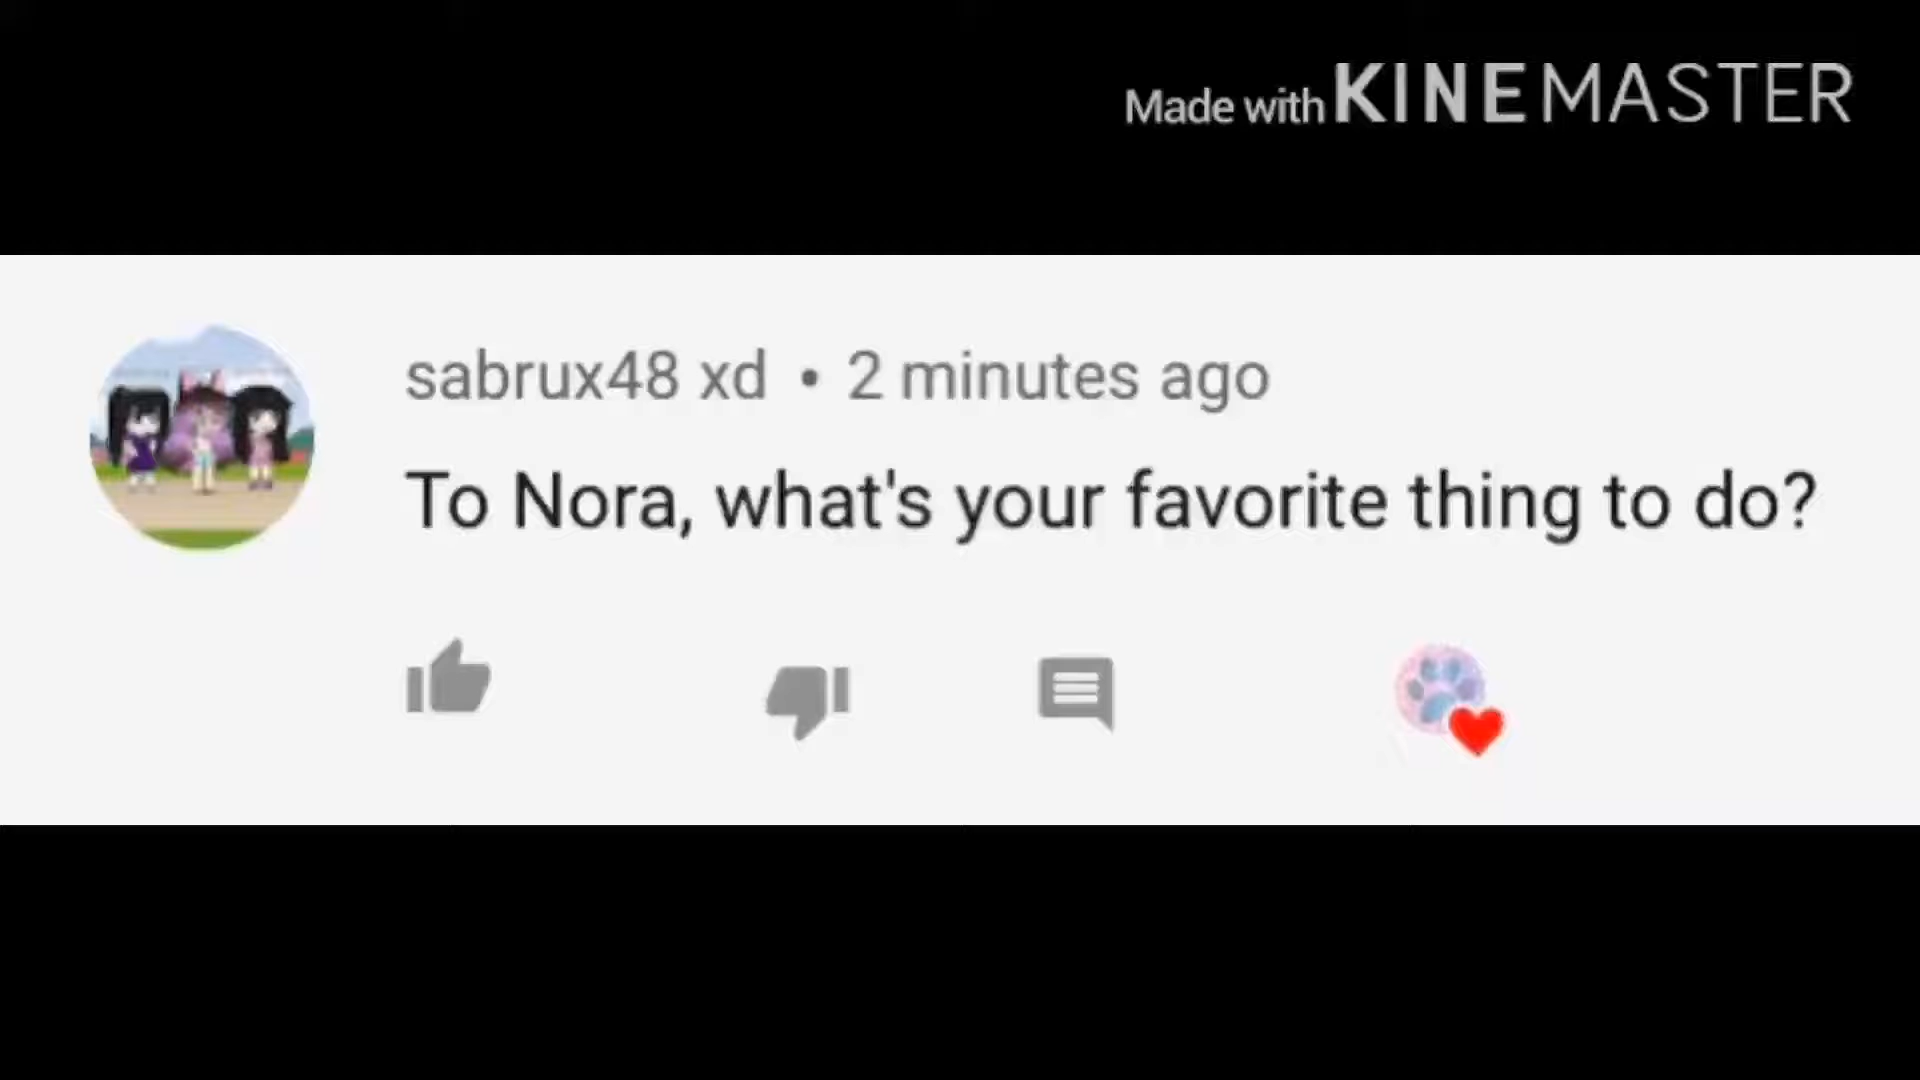 Made with KINEMASTER
sabrux48 xd • 2 minutes ago
To Nora, what's your favorite thing to do?